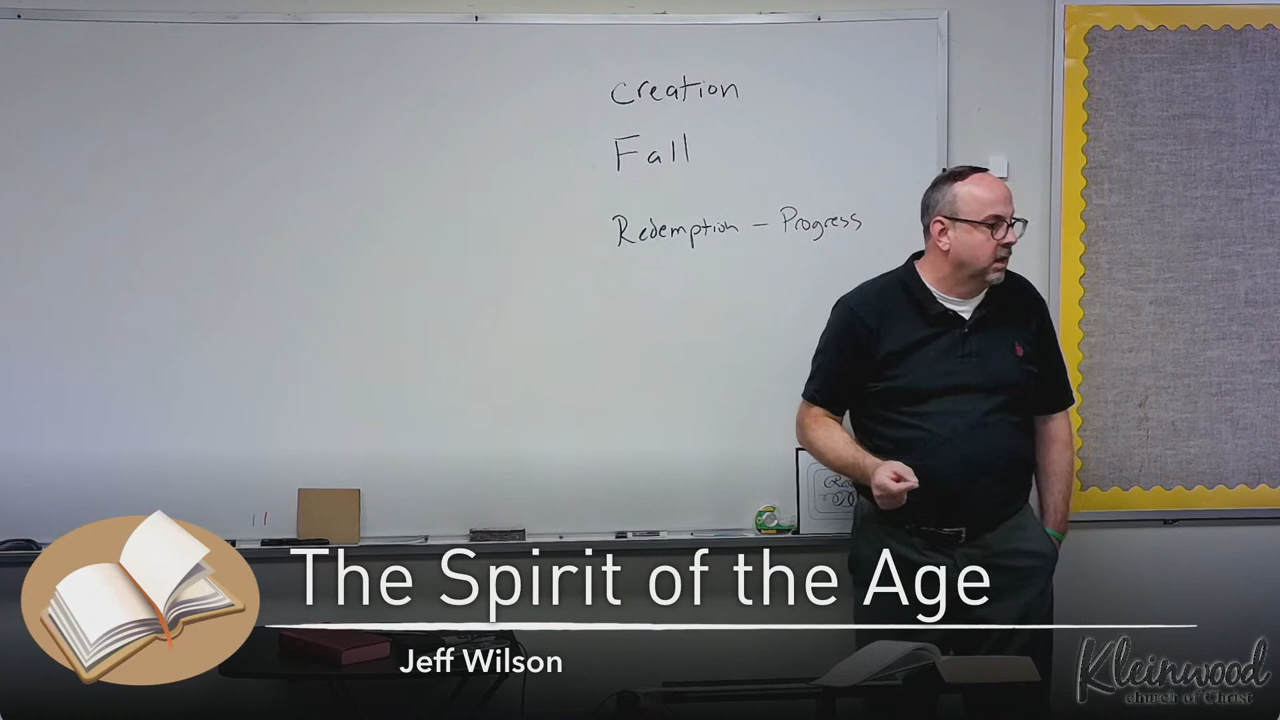 Creation
Fall
Redemption – Progress
The Spirit of the Age
Jeff Wilson
Kleinwood
church of Christ